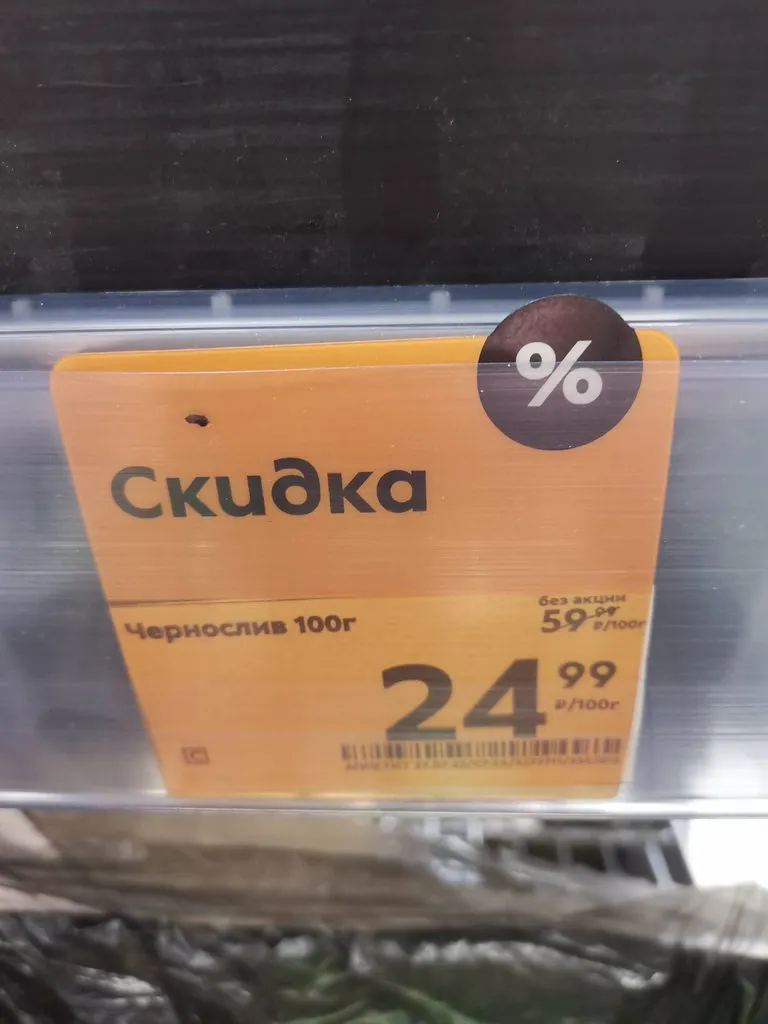 %
Скидка
Чернослив 100г
без акции
59 99
₽/100г
24 99
₽/100г